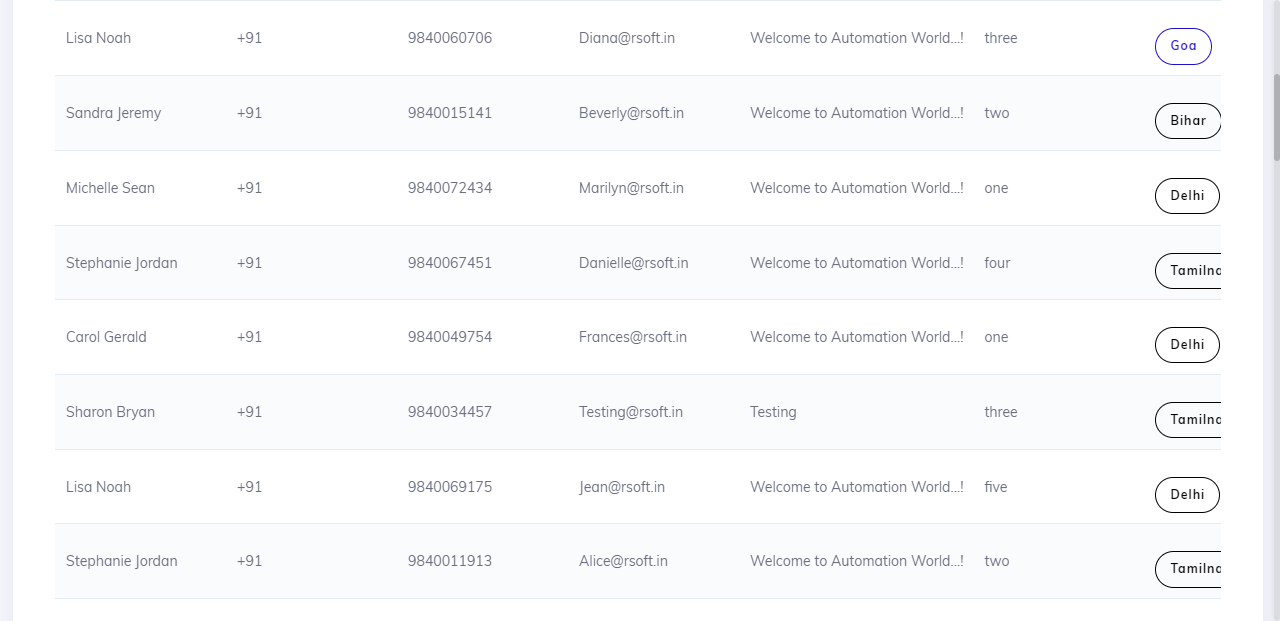 Lisa Noah +91 9840060706 Diana@rsoft.in Welcome to Automation World...! three Goa
Sandra Jeremy +91 9840015141 Beverly@rsoft.in Welcome to Automation World...! two Bihar
Michelle Sean +91 9840072434 Marilyn@rsoft.in Welcome to Automation World...! one Delhi
Stephanie Jordan +91 9840067451 Danielle@rsoft.in Welcome to Automation World...! four Tamilna
Carol Gerald +91 9840049754 Frances@rsoft.in Welcome to Automation World...! one Delhi
Sharon Bryan +91 9840034457 Testing@rsoft.in Testing three Tamilna
Lisa Noah +91 9840069175 Jean@rsoft.in Welcome to Automation World...! five Delhi
Stephanie Jordan +91 9840011913 Alice@rsoft.in Welcome to Automation World...! two Tamilna